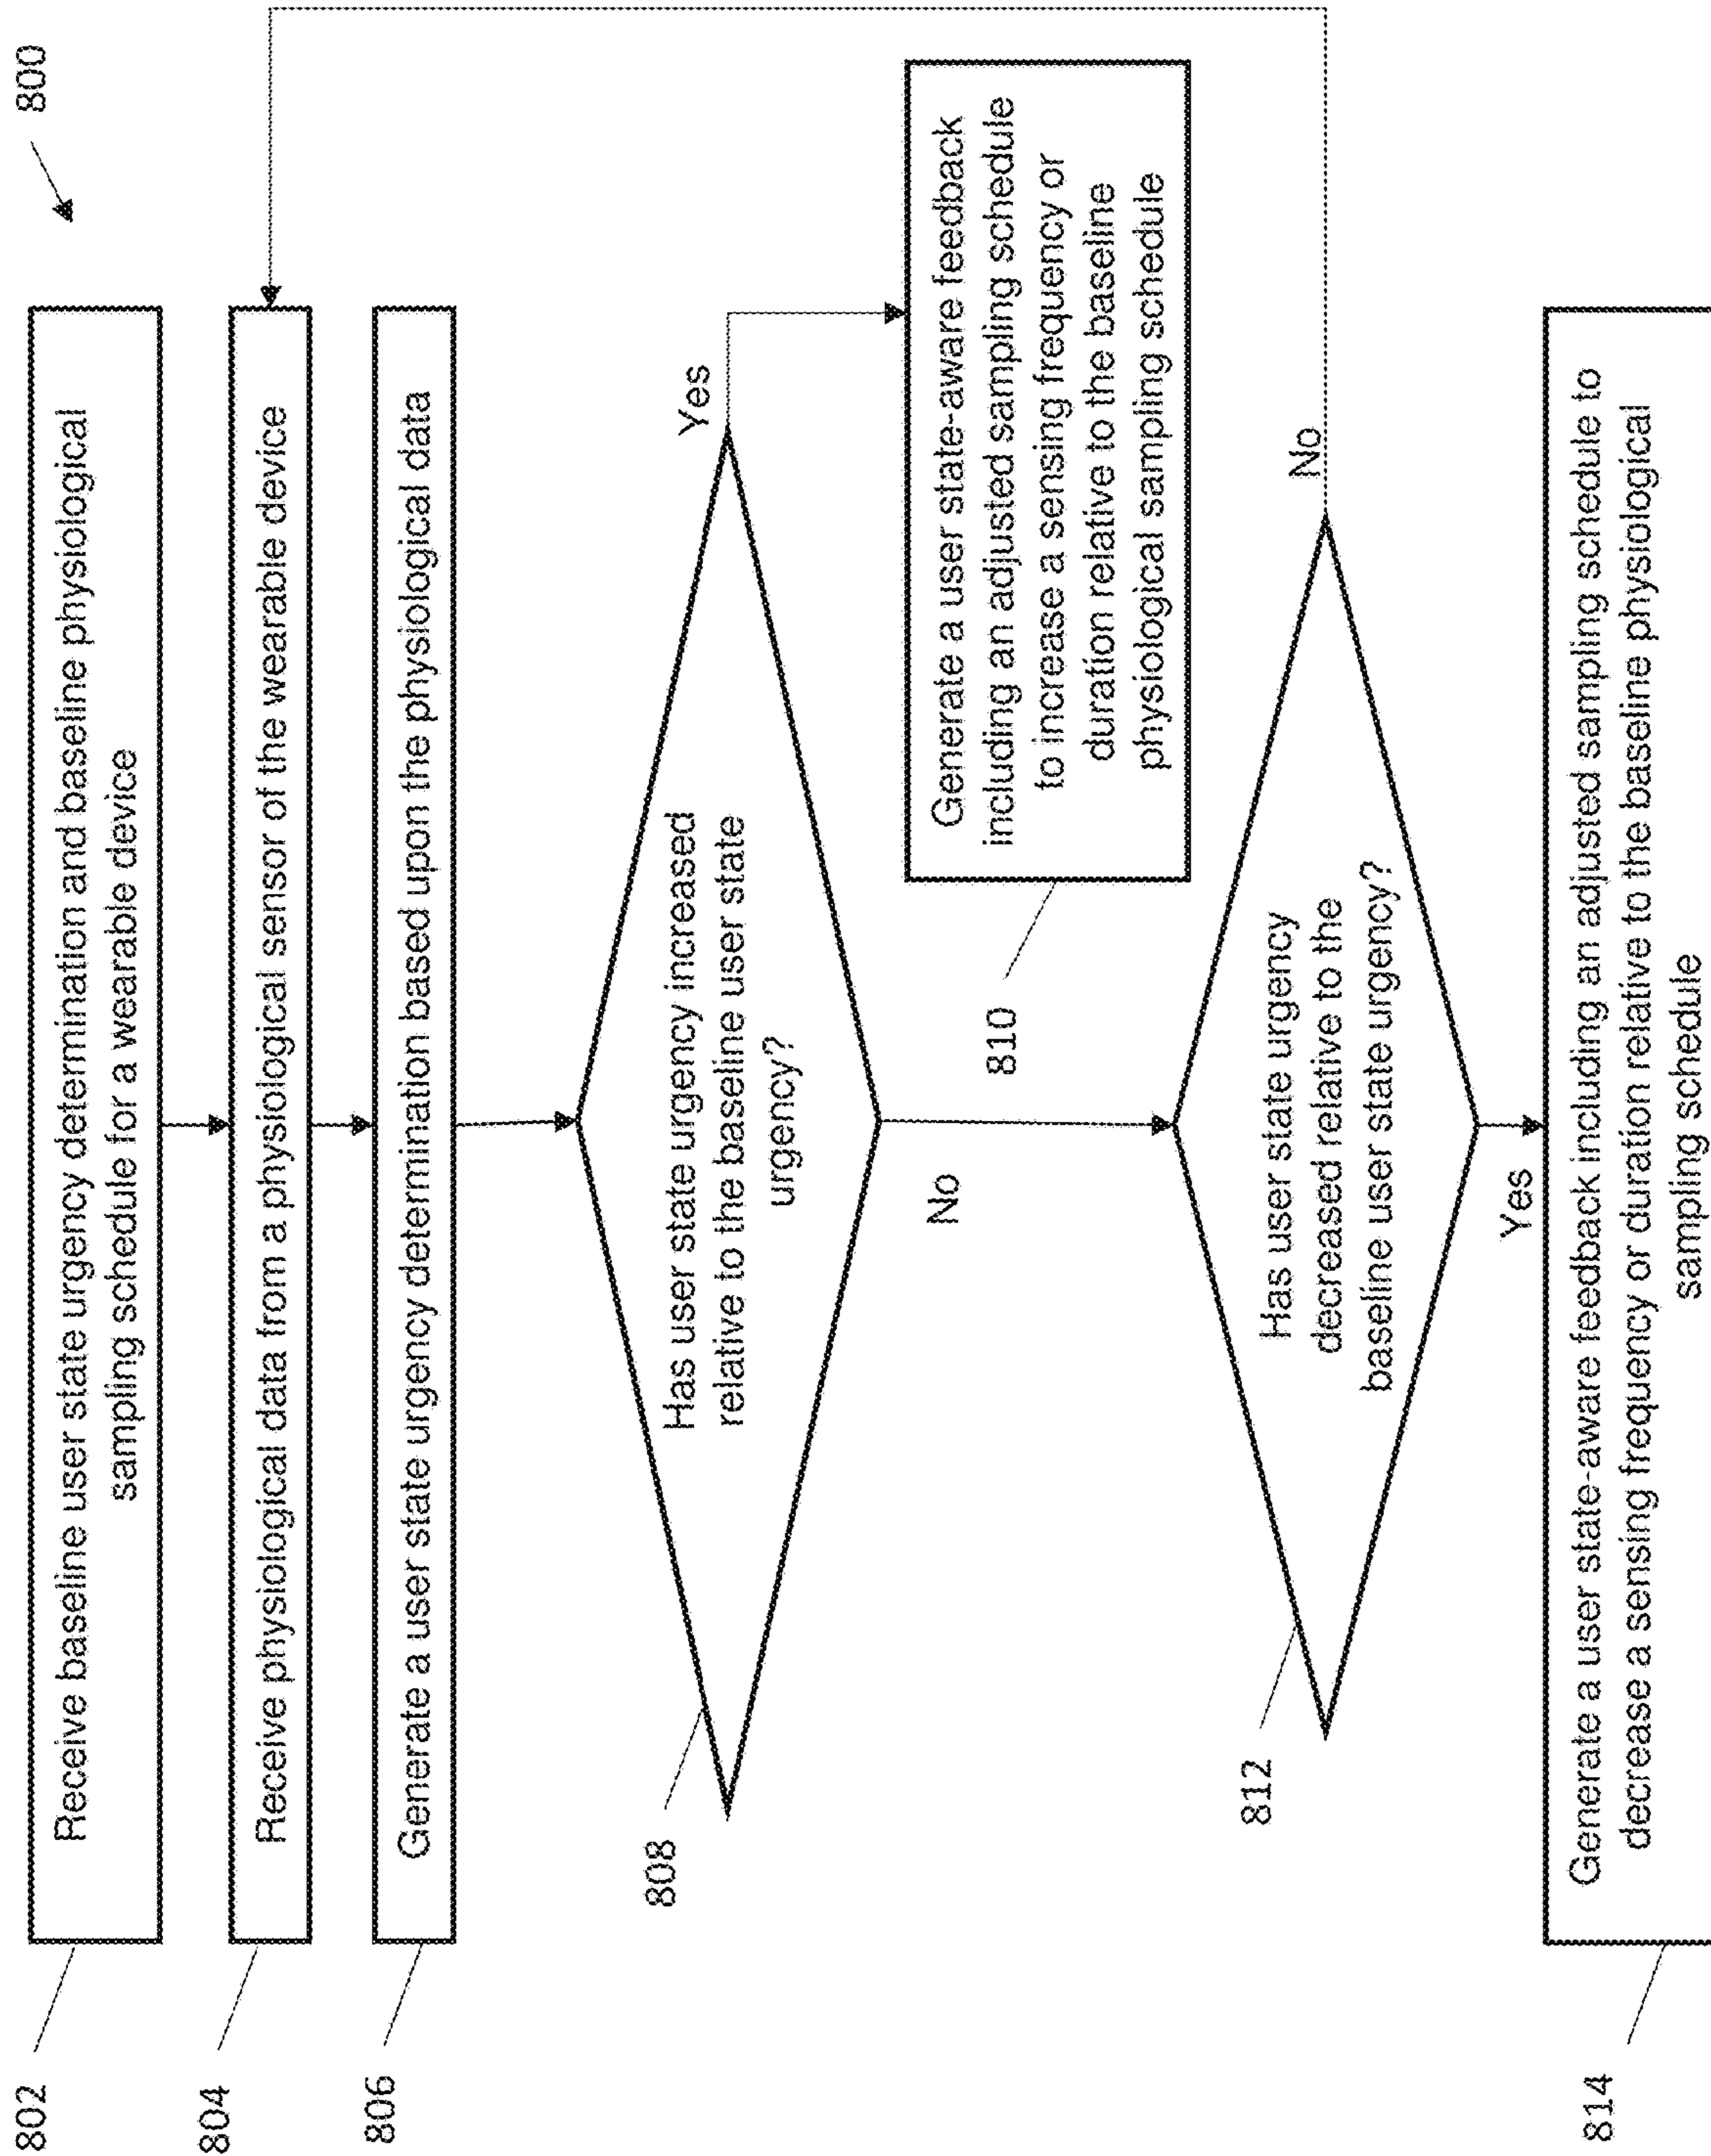 800
802
Receive baseline user state urgency determination and baseline physiological
sampling schedule for a wearable device
804
Receive physiological data from a physiological sensor of the wearable device
806
Generate a user state urgency determination based upon the physiological data
808
Has user state urgency increased
relative to the baseline user state
urgency?
Yes
No
810
Generate a user state-aware feedback
including an adjusted sampling schedule
to increase a sensing frequency or
duration relative to the baseline
physiological sampling schedule
812
Has user state urgency
decreased relative to the
baseline user state urgency?
No
Yes
814
Generate a user state-aware feedback including an adjusted sampling schedule to
decrease a sensing frequency or duration relative to the baseline physiological
sampling schedule